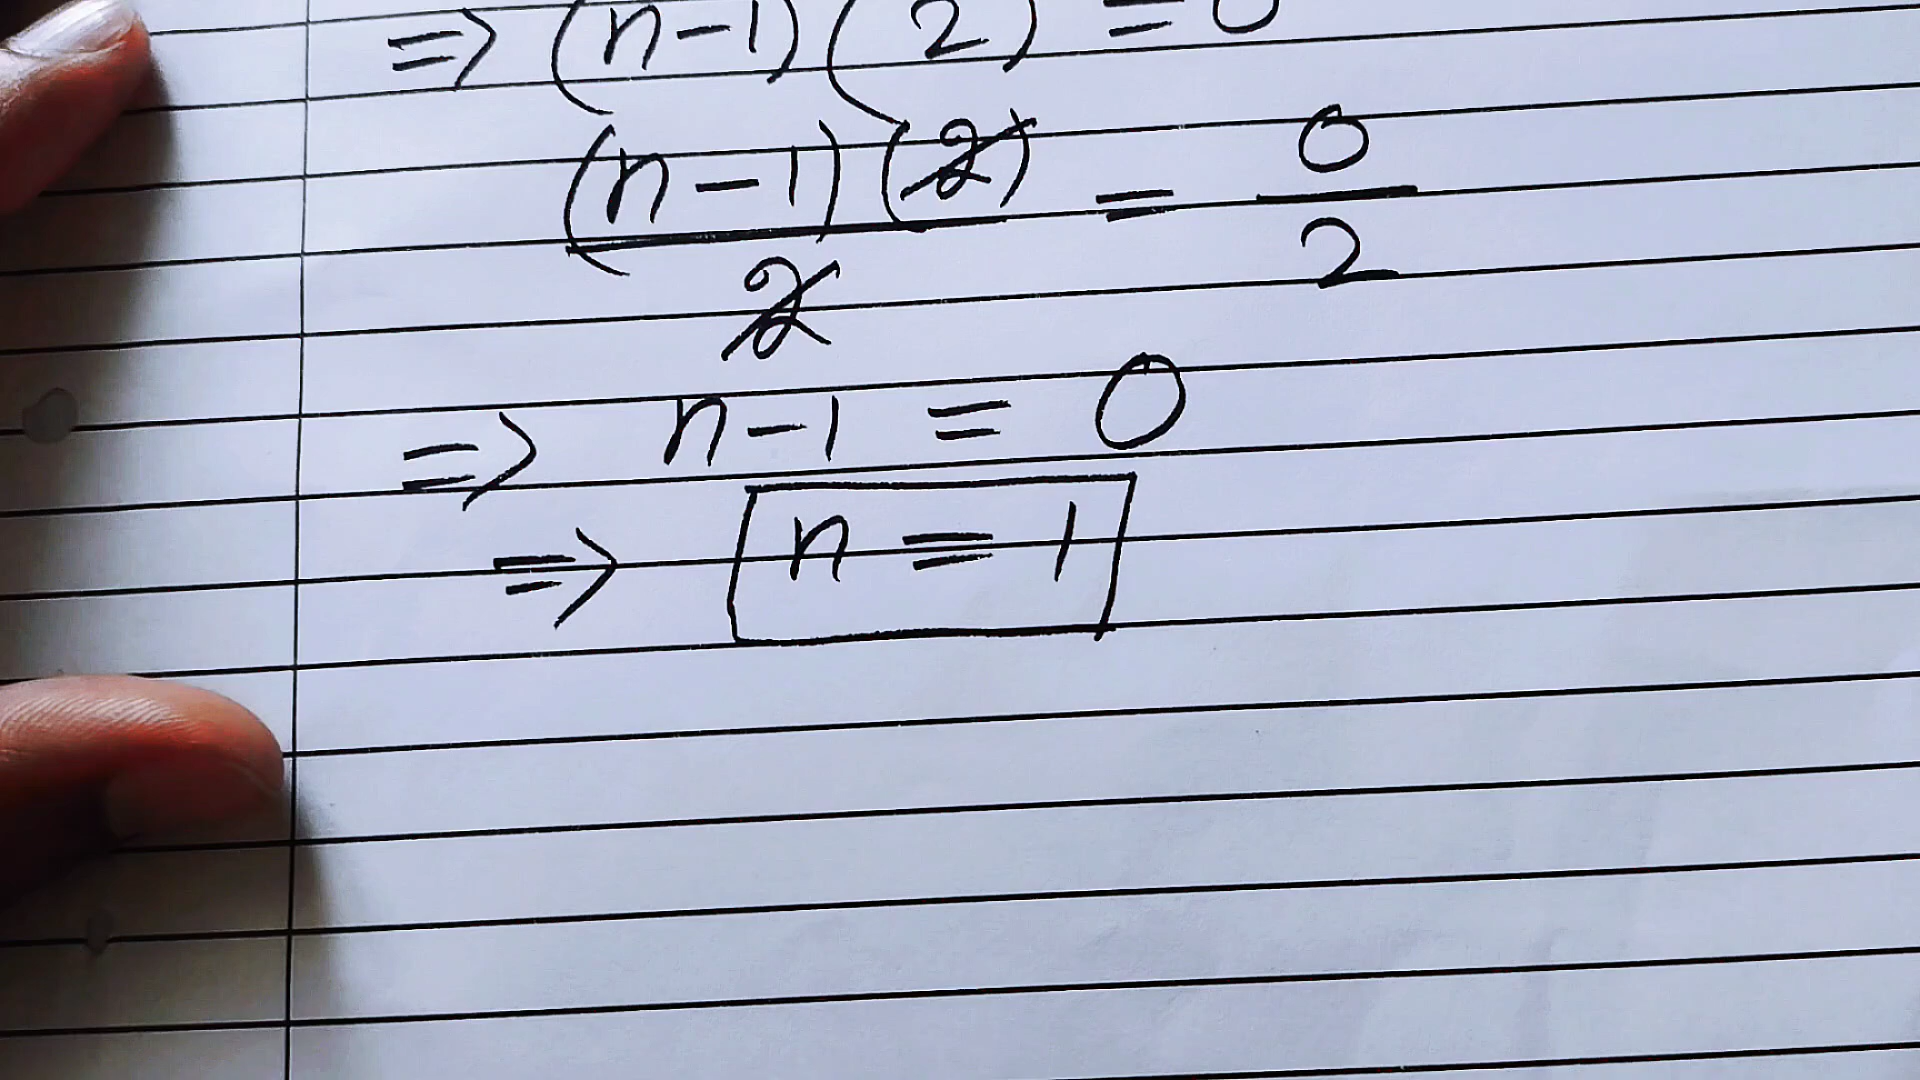 => (n-1)(2) = 0
(n-1)(2)/2 = 0/2
=> n-1 = 0
=> n = 1